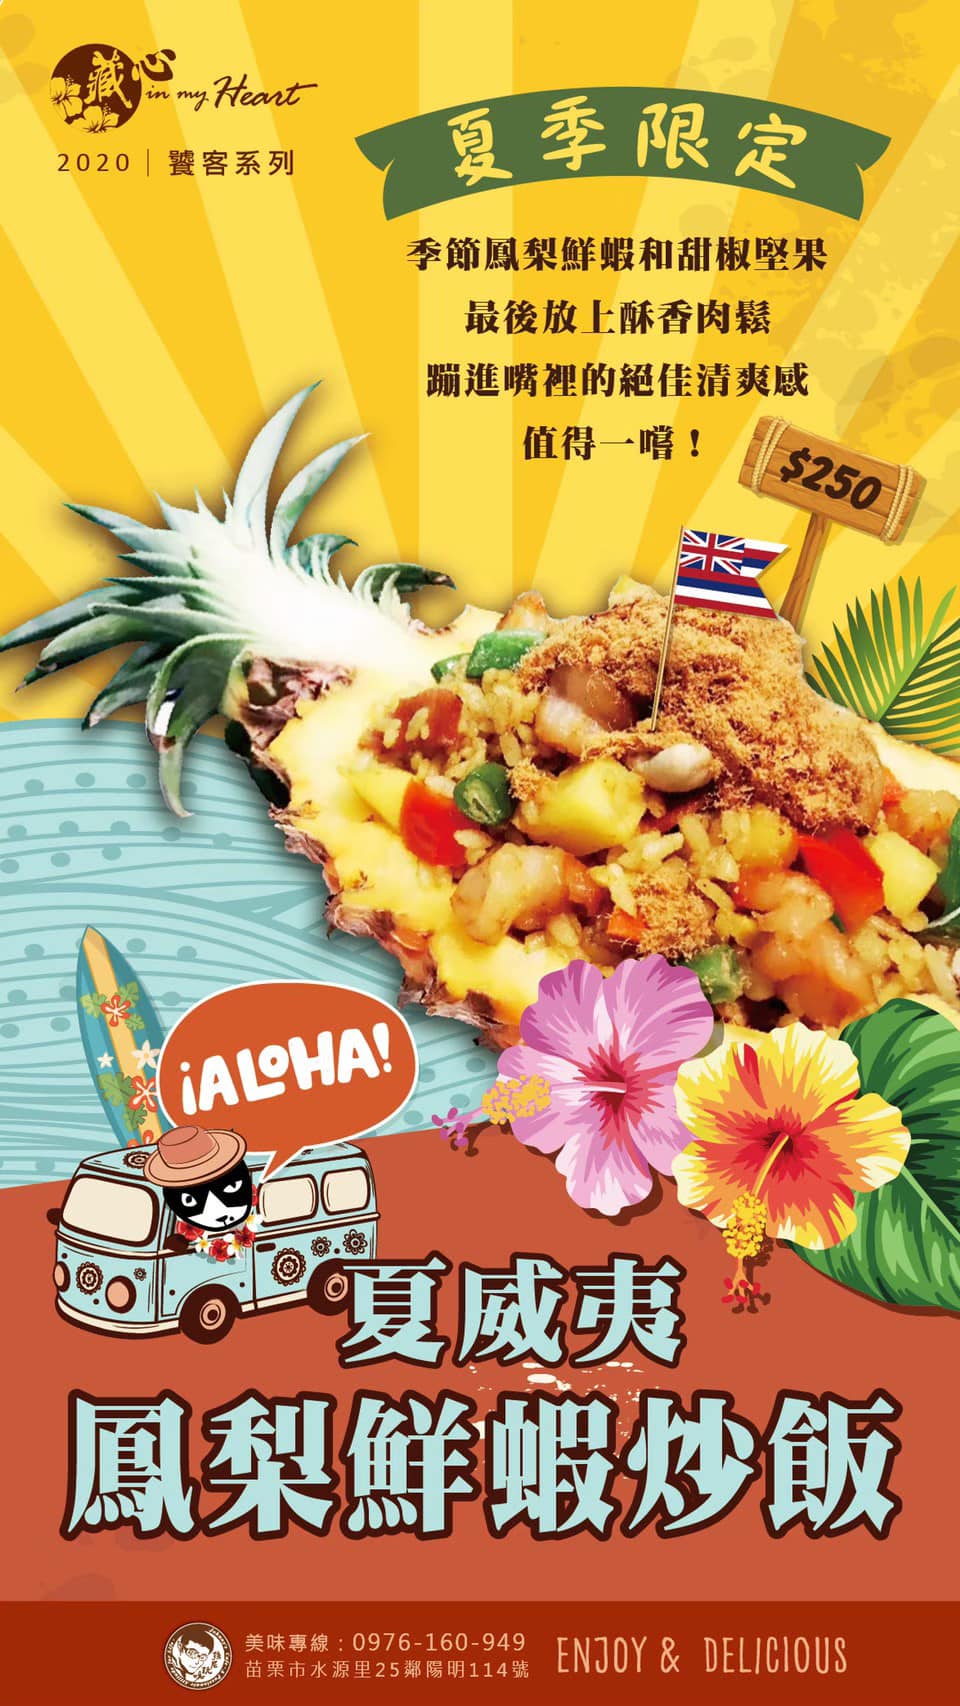 藏心
in my Heart
2020｜饕客系列
夏季限定
季節鳳梨鮮蝦和甜椒堅果
最後放上酥香肉鬆
蹦進嘴裡的絕佳清爽感
值得一嚐！
$250
¡ALOHA!
夏威夷
鳳梨鮮蝦炒飯
美味專線：0976-160-949
苗栗市水源里25鄰陽明114號
ENJOY & DELICIOUS